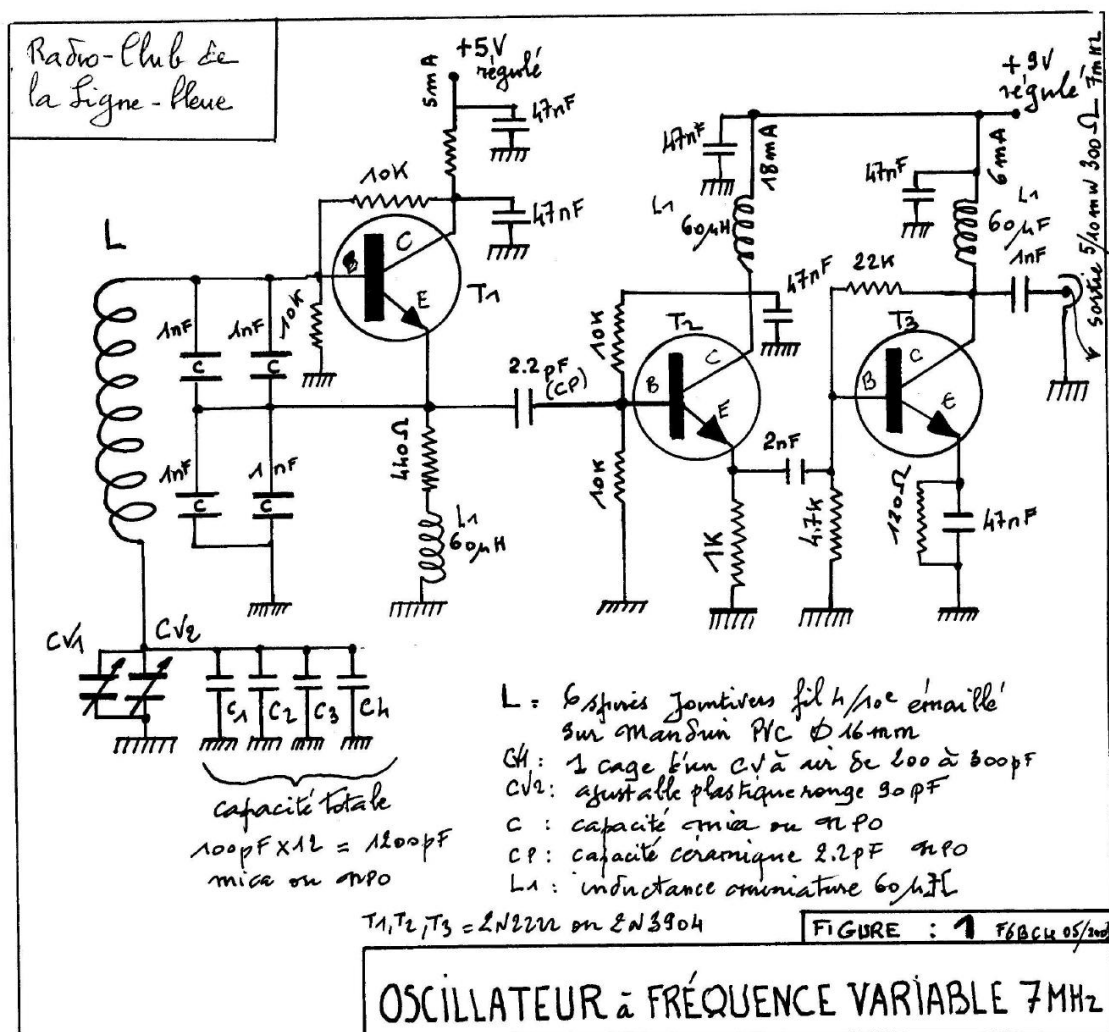 Radio-Club de
la Ligne-bleue
+5V
régulé
5mA
47nF
10K
47nF
L
1nF
1nF
10K
B
C
E
T1
C
C
1nF
1nF
C
C
440Ω
L1
60µH
2.2pF
(CP)
+9V
régulé
47nF
18mA
L1
60µH
47nF
6mA
L1
60µF
1nF
sortie 5/10mW 300Ω 7mHz
47nF
22K
10K
T2
B
C
E
10K
2nF
1K
T3
B
C
E
4.7K
120Ω
47nF
CV1
CV2
C1
C2
C3
C4
capacité totale
100pF x 12 = 1200pF
mica ou NPO
L = 6 spires jointives fil 4/10e émaillé
sur mandrin PVC Ø 16mm
1 cage d'un CV à air de 200 à 300pF
CV2: ajustable plastique rouge 90pF
C : capacité mica ou NPO
CP: capacité céramique 2.2pF NPO
L1: inductance miniature 60µH
T1, T2, T3 = 2N2222 ou 2N3904
FIGURE : 1
OSCILLATEUR à FRÉQUENCE VARIABLE 7MHz